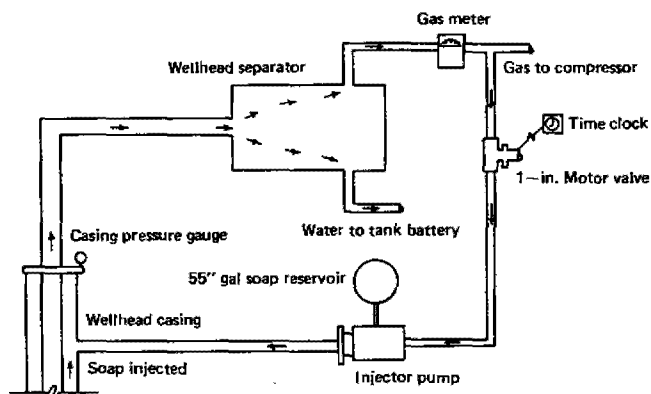 Gas meter
Wellhead separator
Gas to compressor
Time clock
1-in. Motor valve
Water to tank battery
Casing pressure gauge
55" gal soap reservoir
Wellhead casing
Soap injected
Injector pump